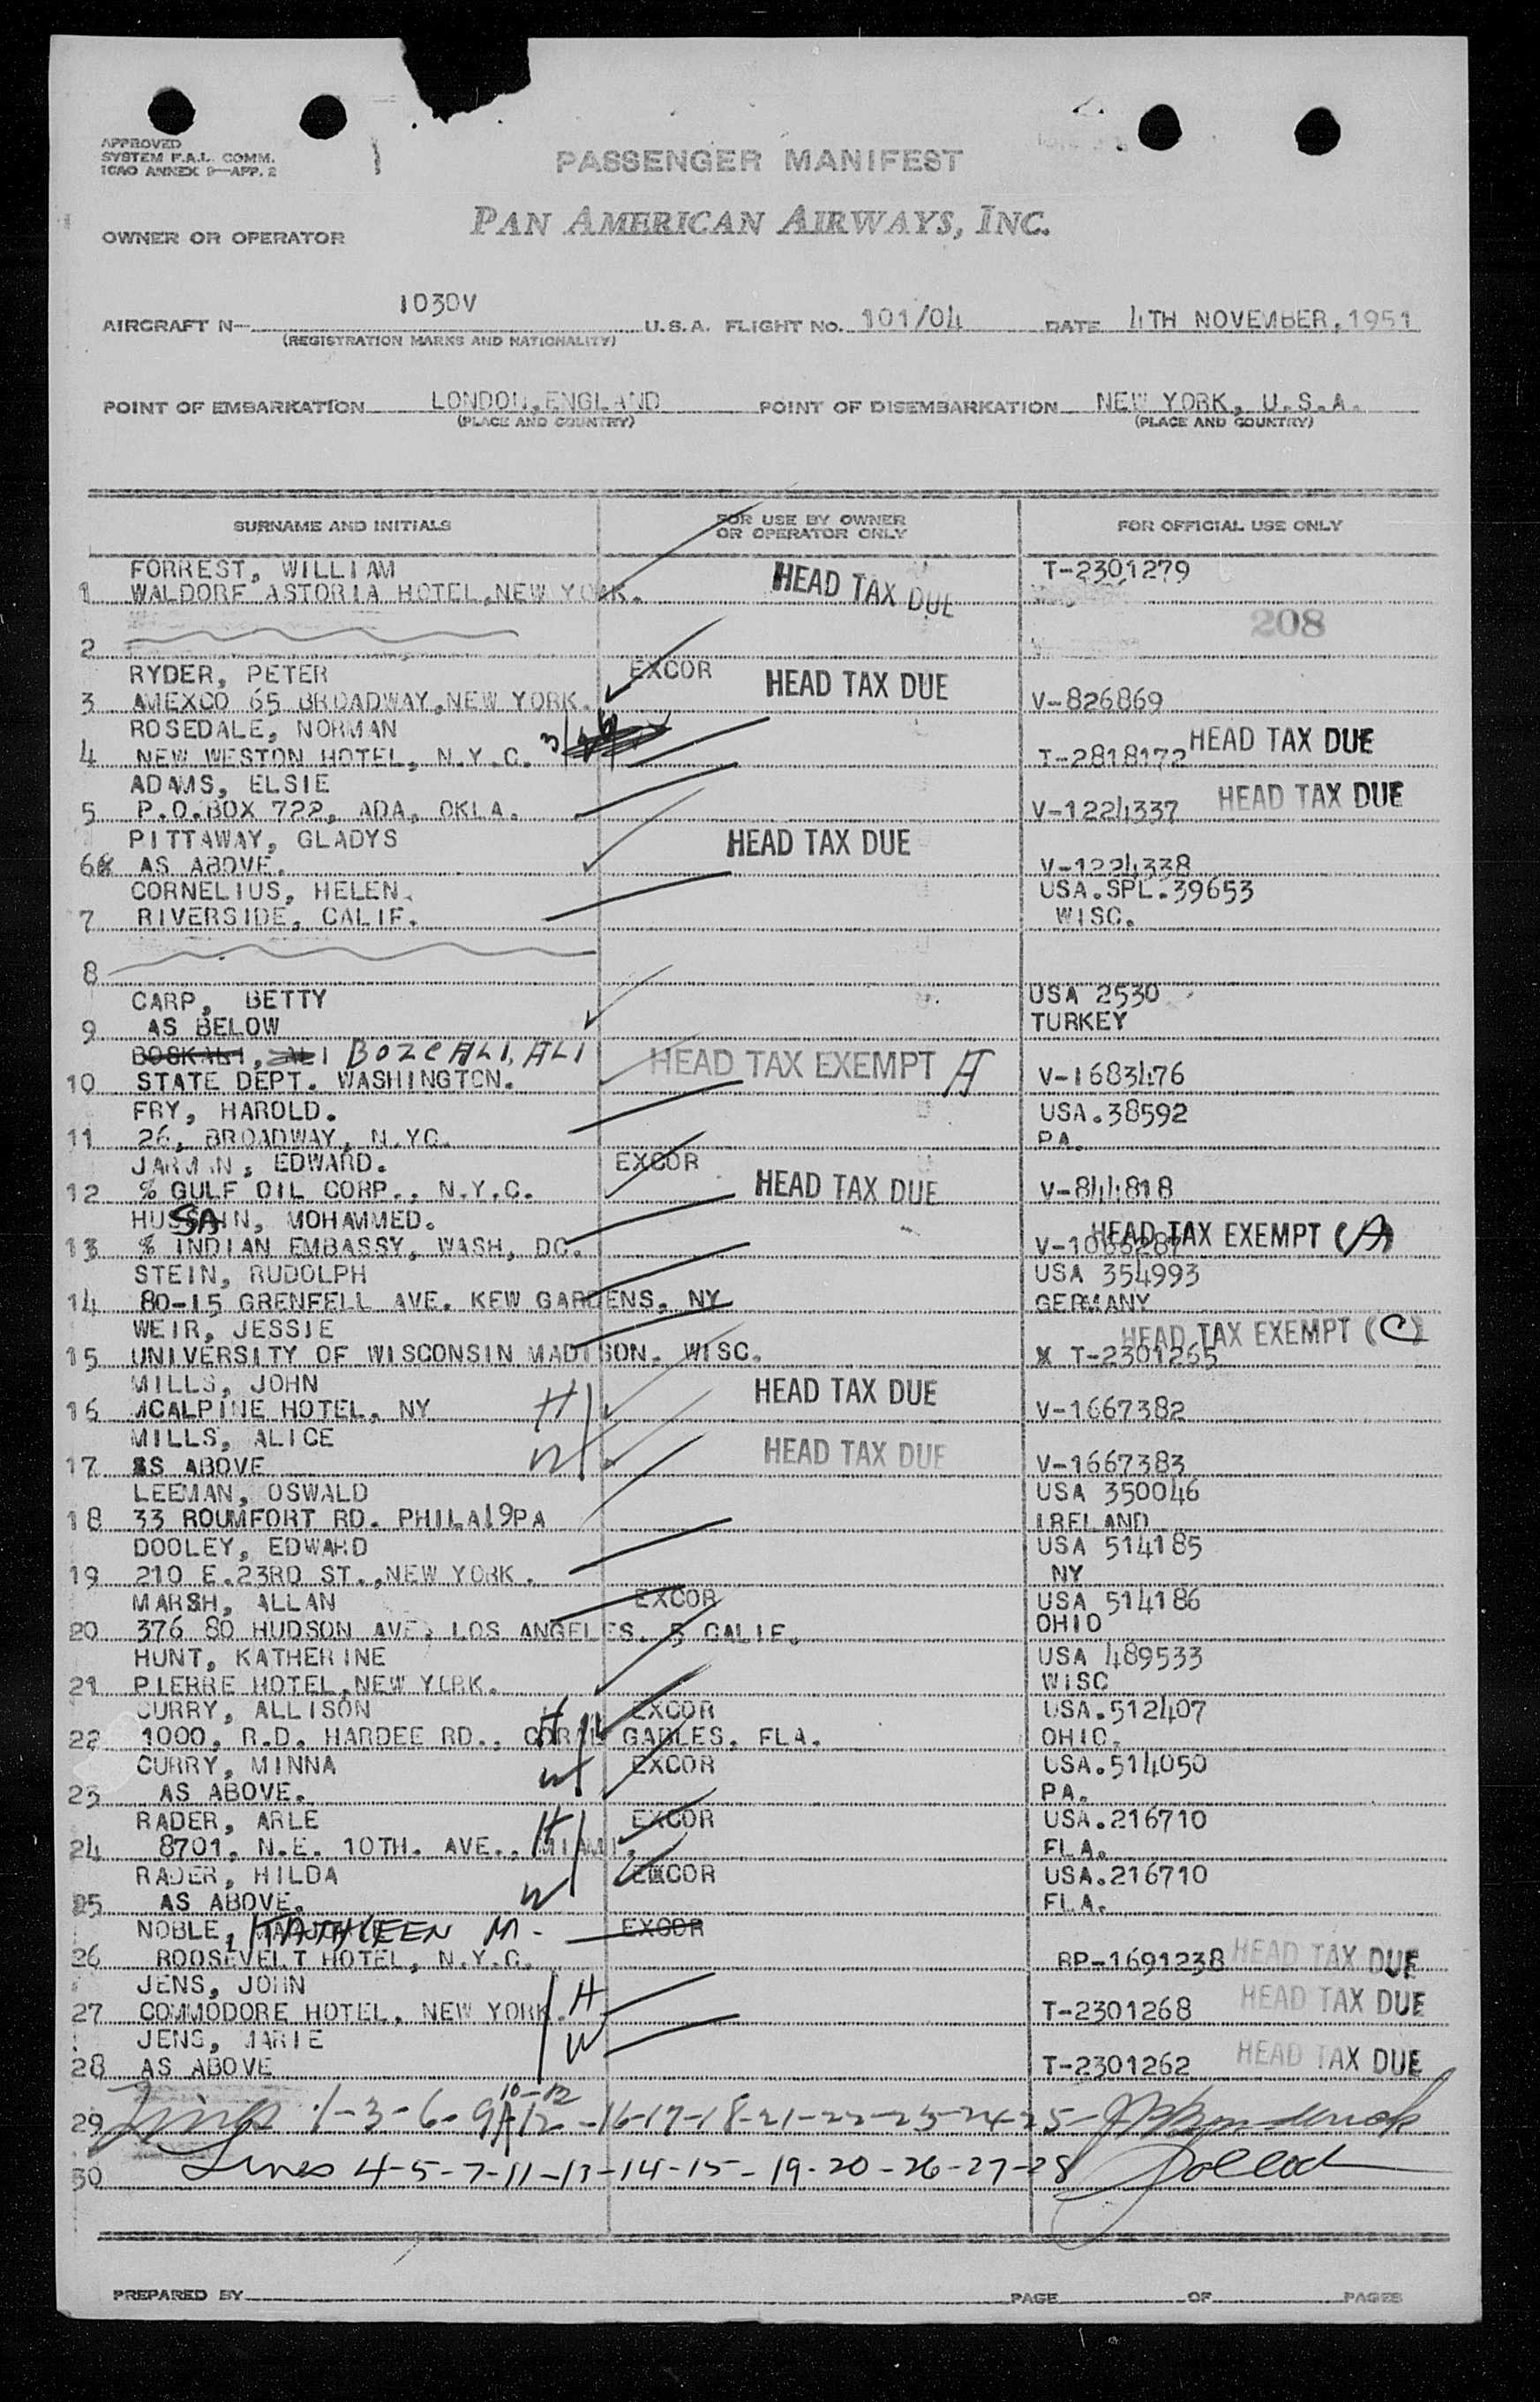 APPROVED
SYSTEM F.A.L. COMM.
ICAO ANNEX 9—APP. 2
PASSENGER MANIFEST
OWNER OR OPERATOR PAN AMERICAN AIRWAYS, INC.
AIRCRAFT N— 1030V U.S.A. FLIGHT NO. 101/04 DATE 4TH NOVEMBER, 1951
(REGISTRATION MARKS AND NATIONALITY)
POINT OF EMBARKATION LONDON, ENGLAND POINT OF DISEMBARKATION NEW YORK, U.S.A.
(PLACE AND COUNTRY) (PLACE AND COUNTRY)
SURNAME AND INITIALS FOR USE BY OWNER OR OPERATOR ONLY FOR OFFICIAL USE ONLY
FORREST, WILLIAM HEAD TAX DUE T-2301279
1 WALDORF ASTORIA HOTEL, NEW YORK.
208
2
RYDER, PETER EXCOR HEAD TAX DUE
3 AMEXCO 65 BROADWAY, NEW YORK. V-826869
ROSEDALE, NORMAN
4 NEW WESTON HOTEL, N.Y.C. T-2818172 HEAD TAX DUE
ADAMS, ELSIE
5 P.O.BOX 722, ADA, OKLA. V-1224337 HEAD TAX DUE
PITTAWAY, GLADYS HEAD TAX DUE
6 AS ABOVE. V-1224338
CORNELIUS, HELEN. USA.SPL.39653
7 RIVERSIDE, CALIF. WISC.
8
CARP, BETTY USA 2530
9 AS BELOW TURKEY
BOSKALI, ALI BOZCALI, ALI HEAD TAX EXEMPT A
10 STATE DEPT. WASHINGTON. V-1683476
FRY, HAROLD. USA.38592
11 26, BROADWAY, N.YC. PA.
JARMAN, EDWARD. EXCOR
12 % GULF OIL CORP., N.Y.C. HEAD TAX DUE V-844818
HUSSAIN, MOHAMMED. HEAD TAX EXEMPT (A)
13 % INDIAN EMBASSY, WASH, DC. V-1066287
STEIN, RUDOLPH USA 354993
14 80-15 GRENFELL AVE. KEW GARDENS, NY GERMANY
WEIR, JESSIE HEAD TAX EXEMPT (C)
15 UNIVERSITY OF WISCONSIN MADISON. WISC. X T-2301265
MILLS, JOHN HEAD TAX DUE
16 MCALPINE HOTEL, NY H V-1667382
MILLS, ALICE HEAD TAX DUE
17 AS ABOVE W V-1667383
LEEMAN, OSWALD USA 350046
18 33 ROUMFORT RD. PHILA19PA IRELAND
DOOLEY, EDWARD USA 514185
19 210 E.23RD ST., NEW YORK. NY
MARSH, ALLAN EXCOR USA 514186
20 376 80 HUDSON AVE, LOS ANGELES. 5 CALIF. OHIO
HUNT, KATHERINE USA 489533
21 PIERRE HOTEL, NEW YORK. WISC
CURRY, ALLISON H EXCOR USA.512407
22 1000, R.D. HARDEE RD., CORAL GABLES, FLA. OHIO.
CURRY, MINNA W EXCOR USA.514050
23 AS ABOVE. PA.
RADER, ARLE H EXCOR USA.216710
24 8701, N.E. 10TH. AVE., MIAMI. FLA.
RADER, HILDA W EXCOR USA.216710
25 AS ABOVE. FLA.
NOBLE, KATHLEEN M. EXCOR
26 ROOSEVELT HOTEL, N.Y.C. RP-1691238 HEAD TAX DUE
JENS, JOHN H
27 COMMODORE HOTEL, NEW YORK. T-2301268 HEAD TAX DUE
JENS, MARIE W
28 AS ABOVE T-2301262 HEAD TAX DUE
10-12
29 Lines 1-3-6-9 -16-17-18-21-22-23-24-25-
30 Lines 4-5-7-11-13-14-15-19-20-26-27-28 Pollock
PREPARED BY PAGE OF PAGES